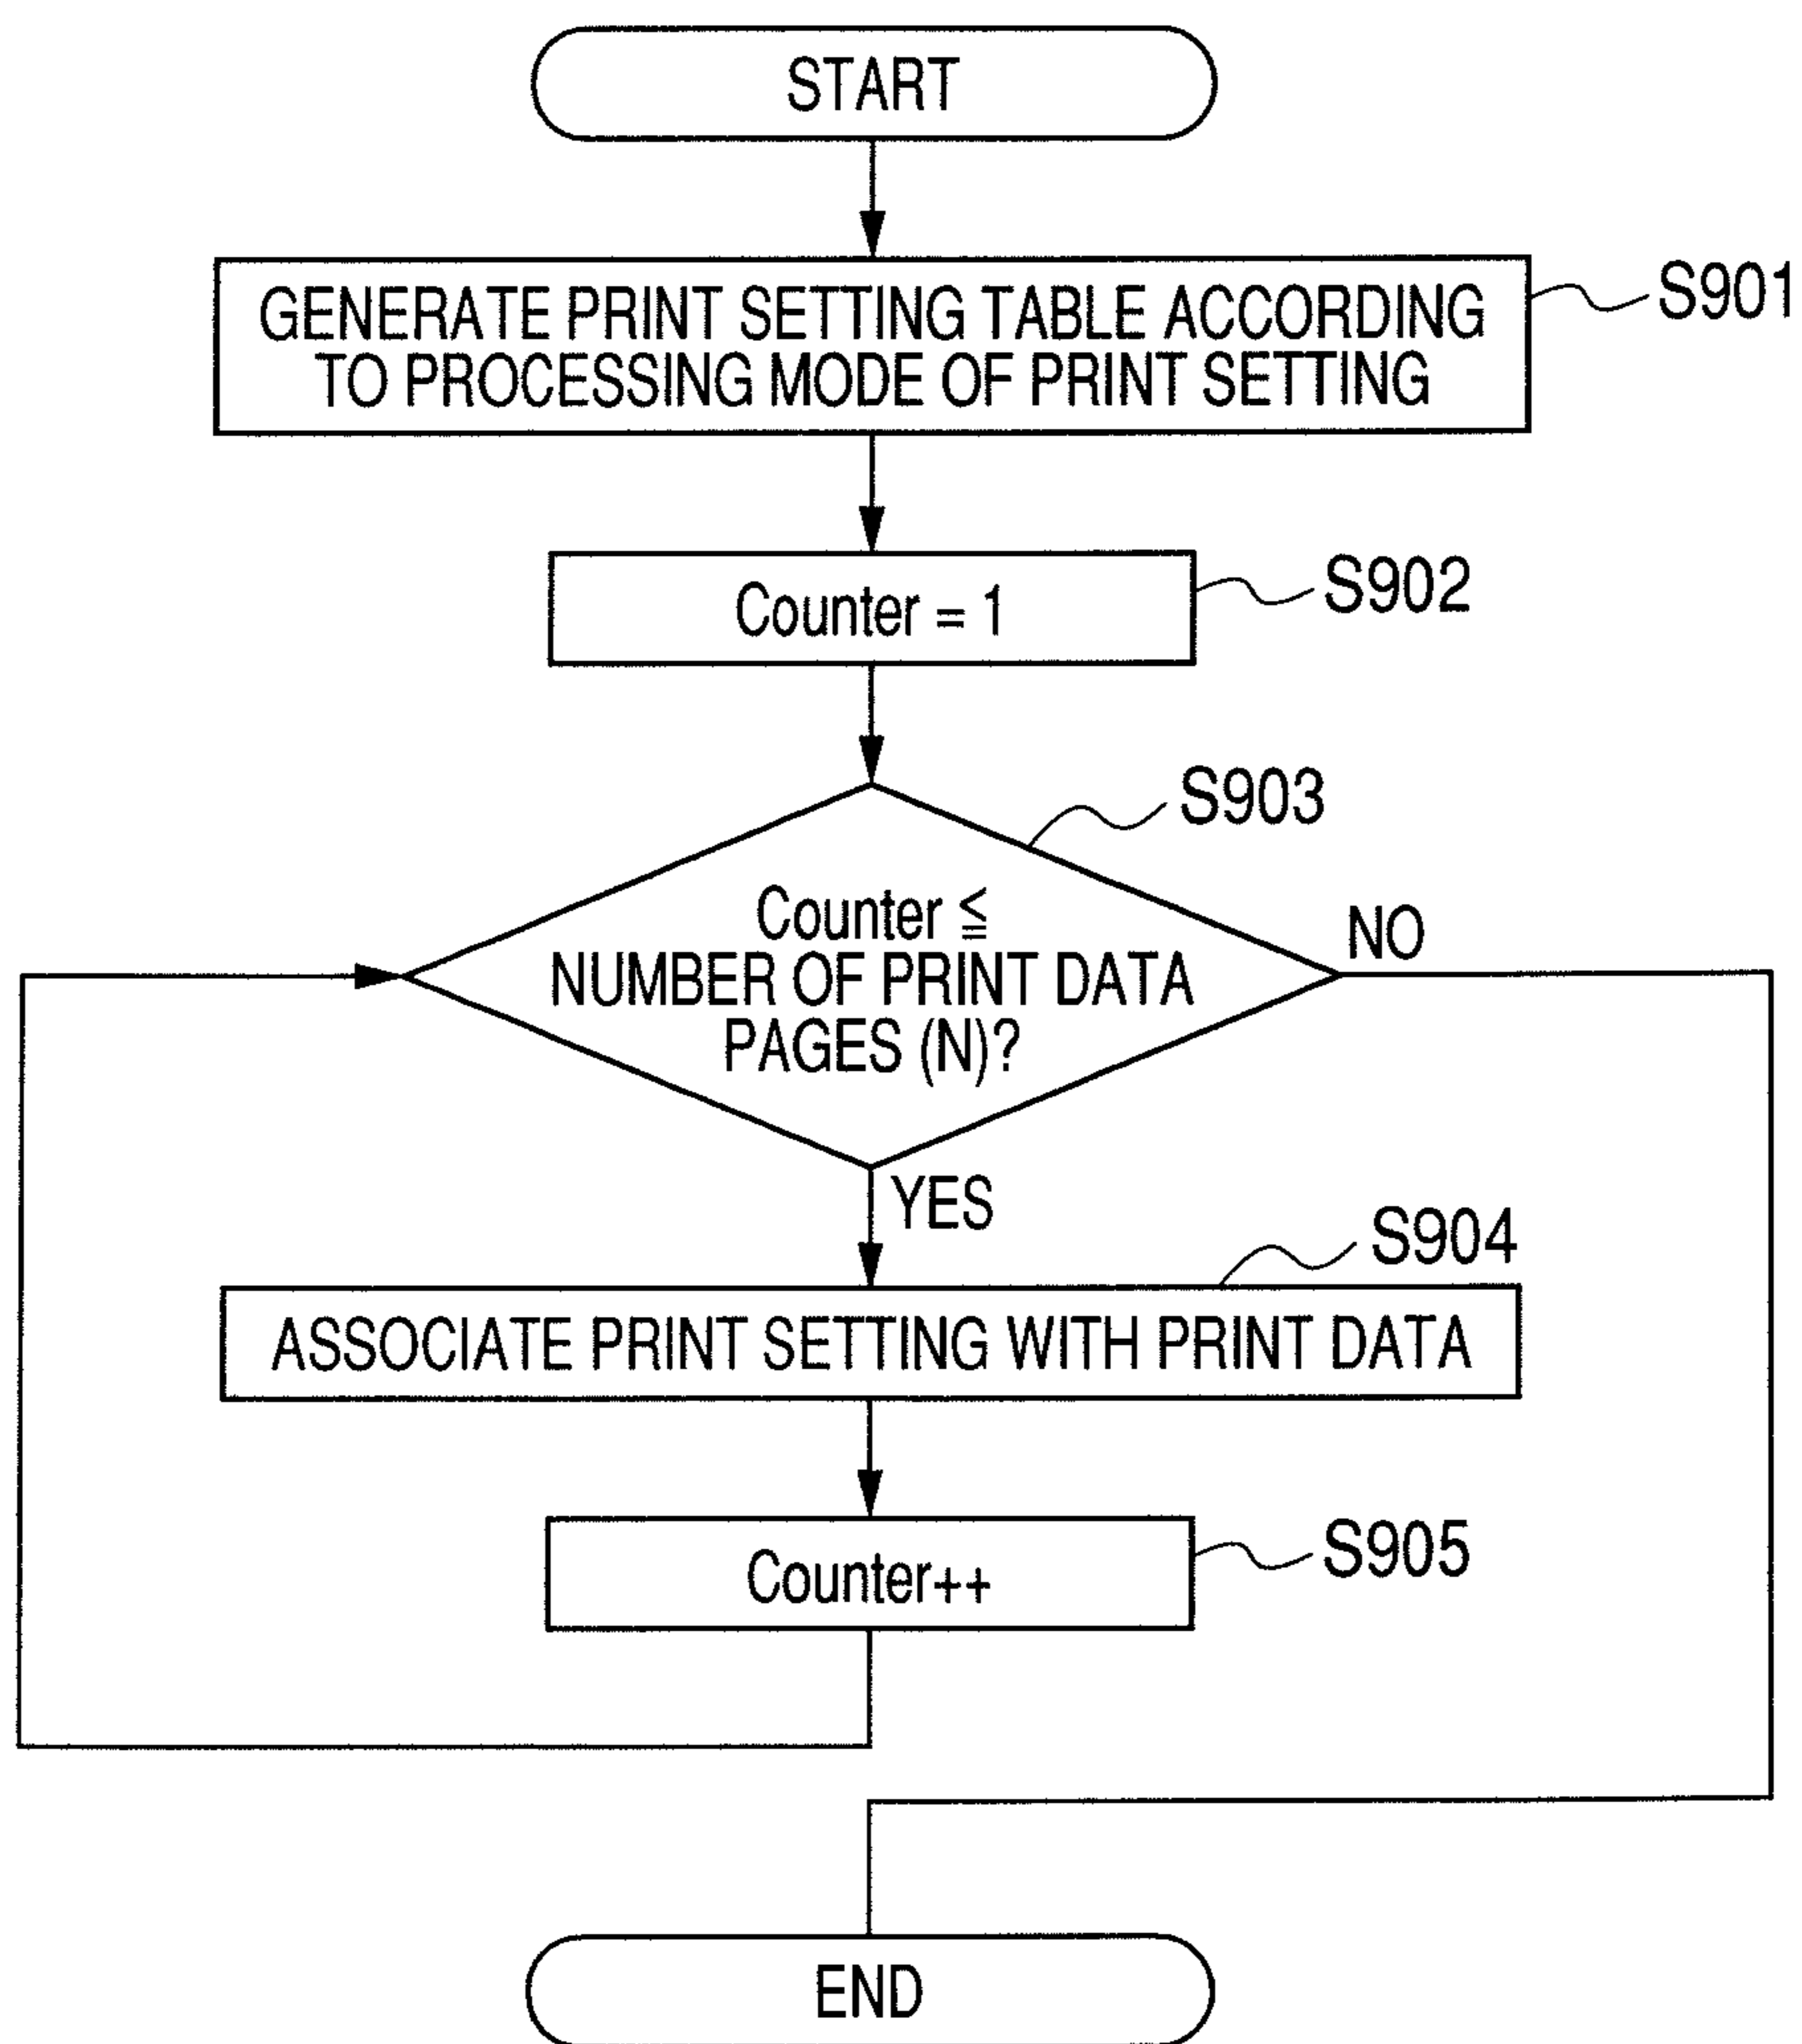 START
GENERATE PRINT SETTING TABLE ACCORDING
TO PROCESSING MODE OF PRINT SETTING
S901
Counter = 1
S902
S903
Counter ≦
NUMBER OF PRINT DATA
PAGES (N)?
NO
YES
S904
ASSOCIATE PRINT SETTING WITH PRINT DATA
Counter++
S905
END